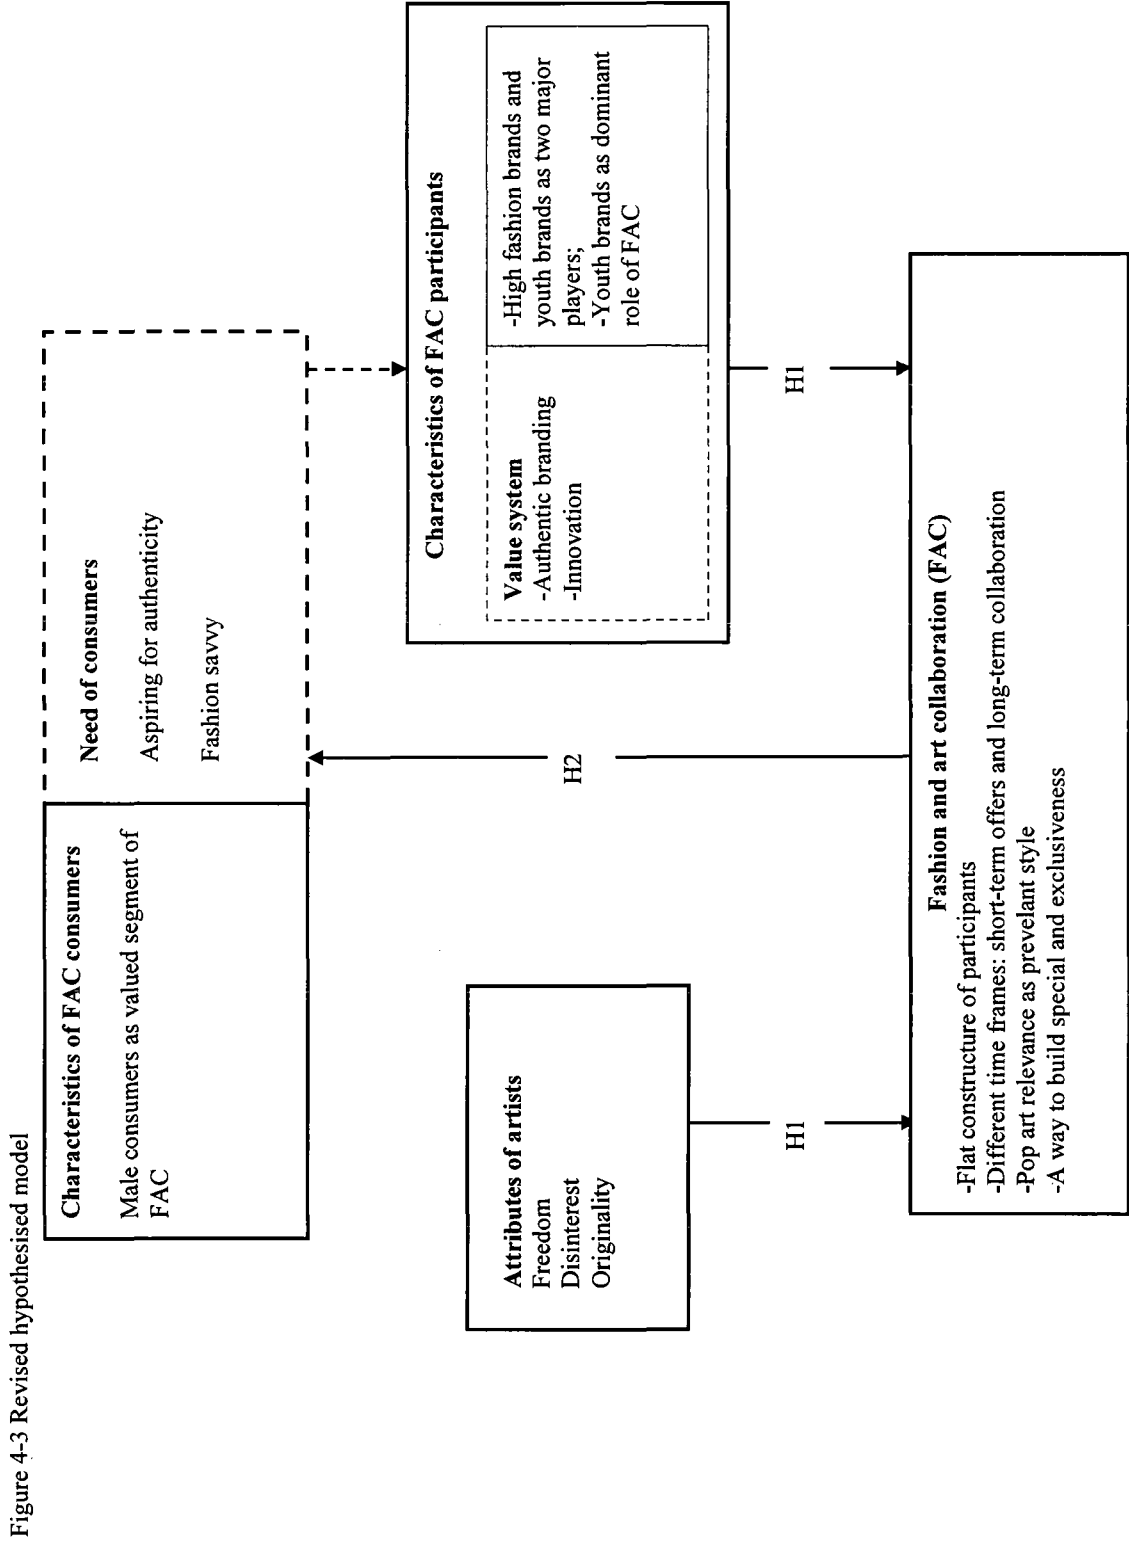 Figure 4-3 Revised hypothesised model
Characteristics of FAC consumers
Male consumers as valued segment of
FAC
Need of consumers
Aspiring for authenticity
Fashion savvy
Attributes of artists
Freedom
Disinterest
Originality
H2
Characteristics of FAC participants
Value system
-Authentic branding
-Innovation
-High fashion brands and
youth brands as two major
players;
-Youth brands as dominant
role of FAC
H1
H1
Fashion and art collaboration (FAC)
-Flat constructure of participants
-Different time frames: short-term offers and long-term collaboration
-Pop art relevance as prevelant style
-A way to build special and exclusiveness